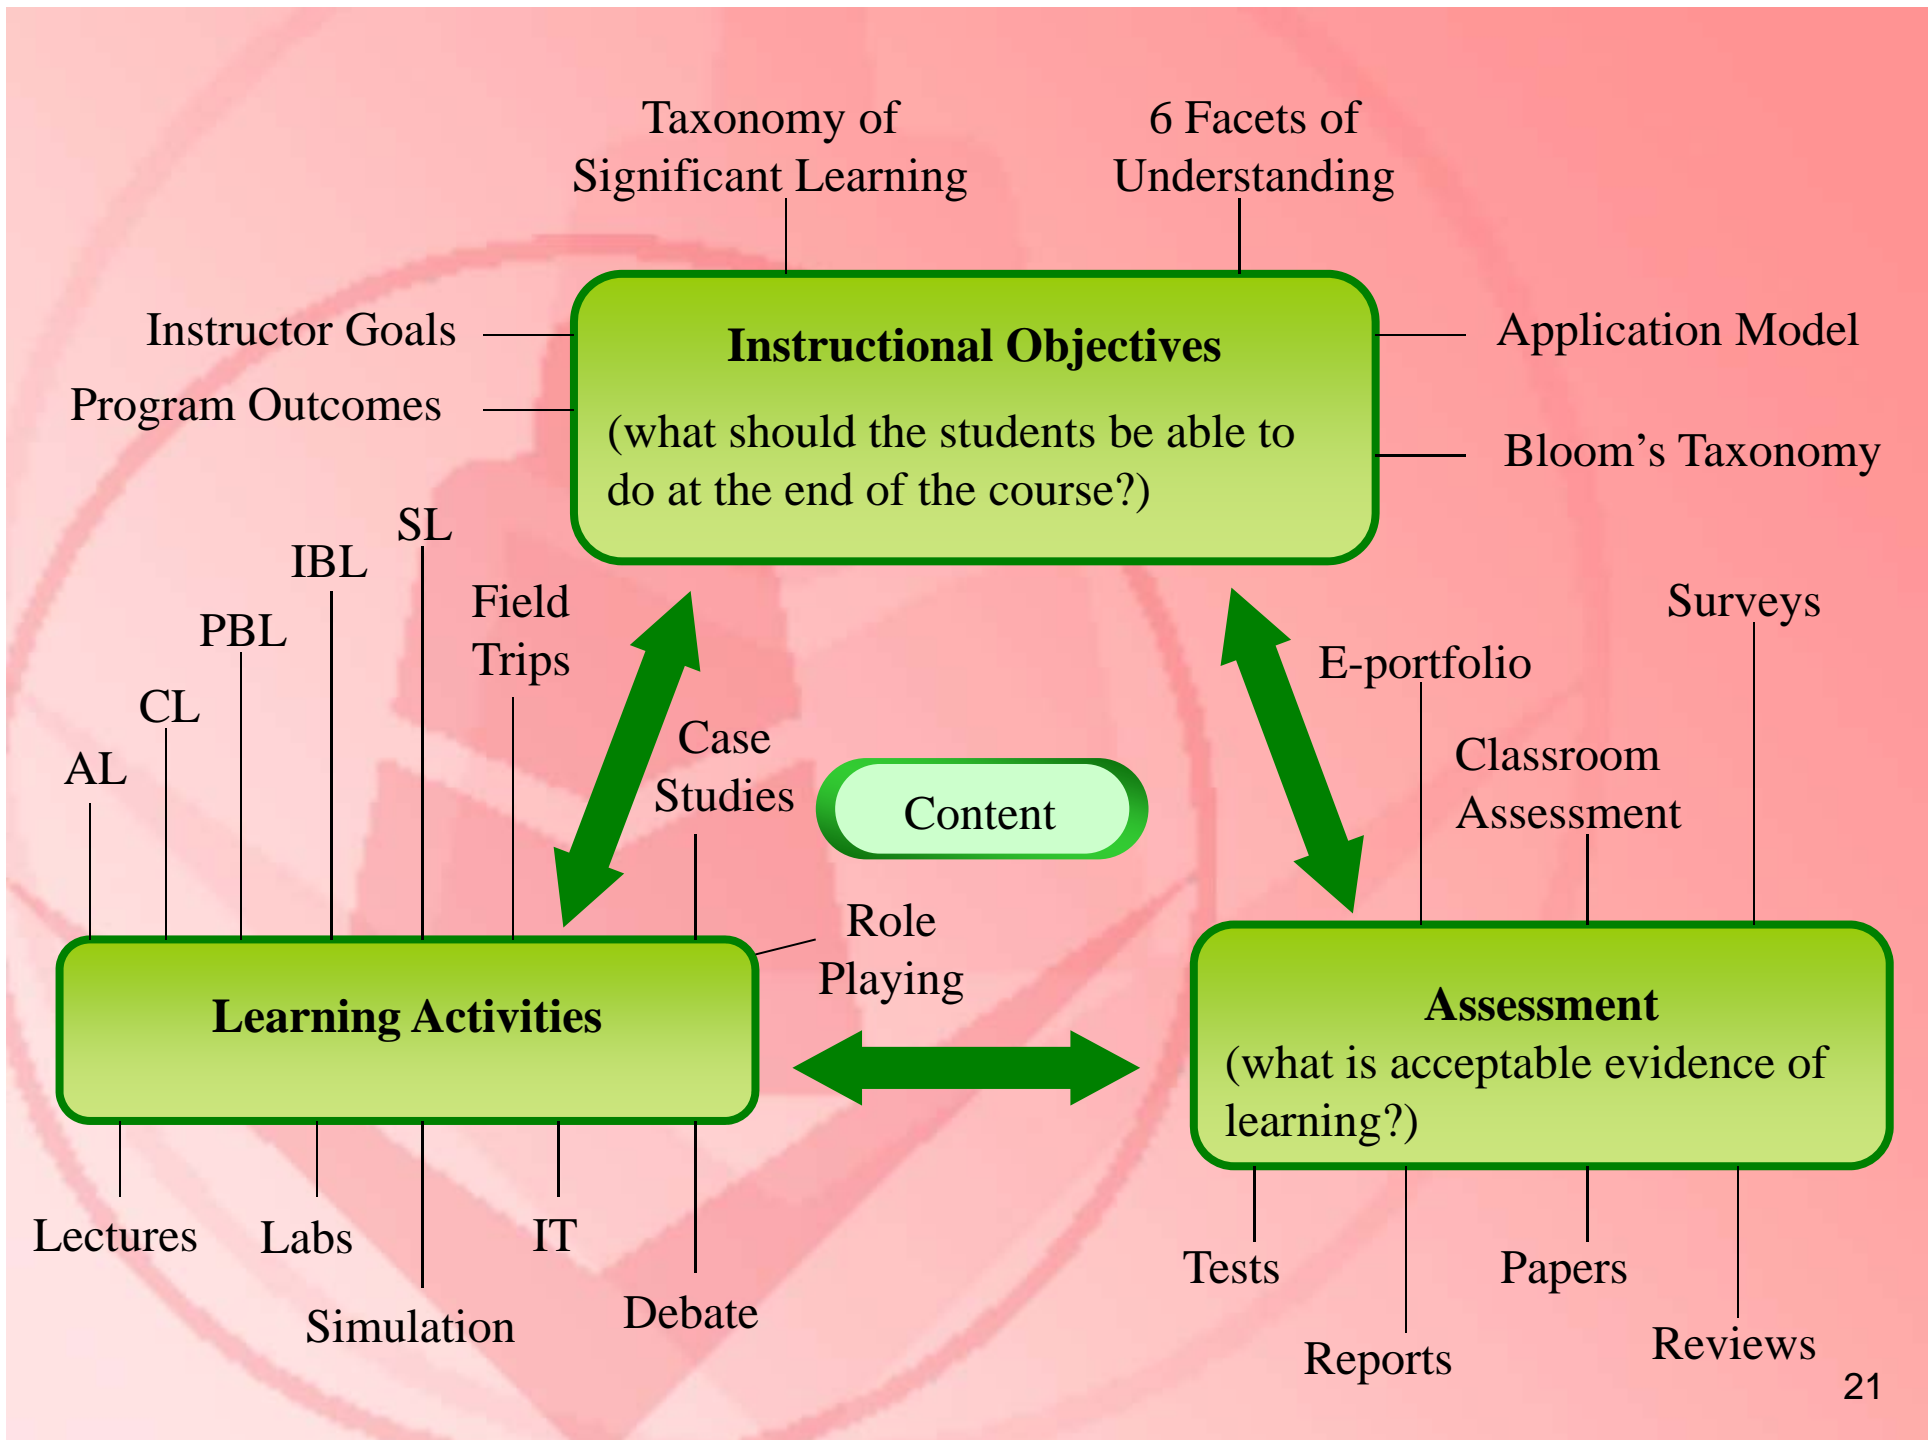 Taxonomy of
Significant Learning
6 Facets of
Understanding
Instructor Goals
Program Outcomes
Instructional Objectives
(what should the students be able to
do at the end of the course?)
Application Model
Bloom’s Taxonomy
SL
IBL
PBL
CL
AL
Field
Trips
Case
Studies
Role
Playing
Content
E-portfolio
Surveys
Classroom
Assessment
Learning Activities
Assessment
(what is acceptable evidence of
learning?)
Lectures
Labs
Simulation
IT
Debate
Tests
Reports
Papers
Reviews
21